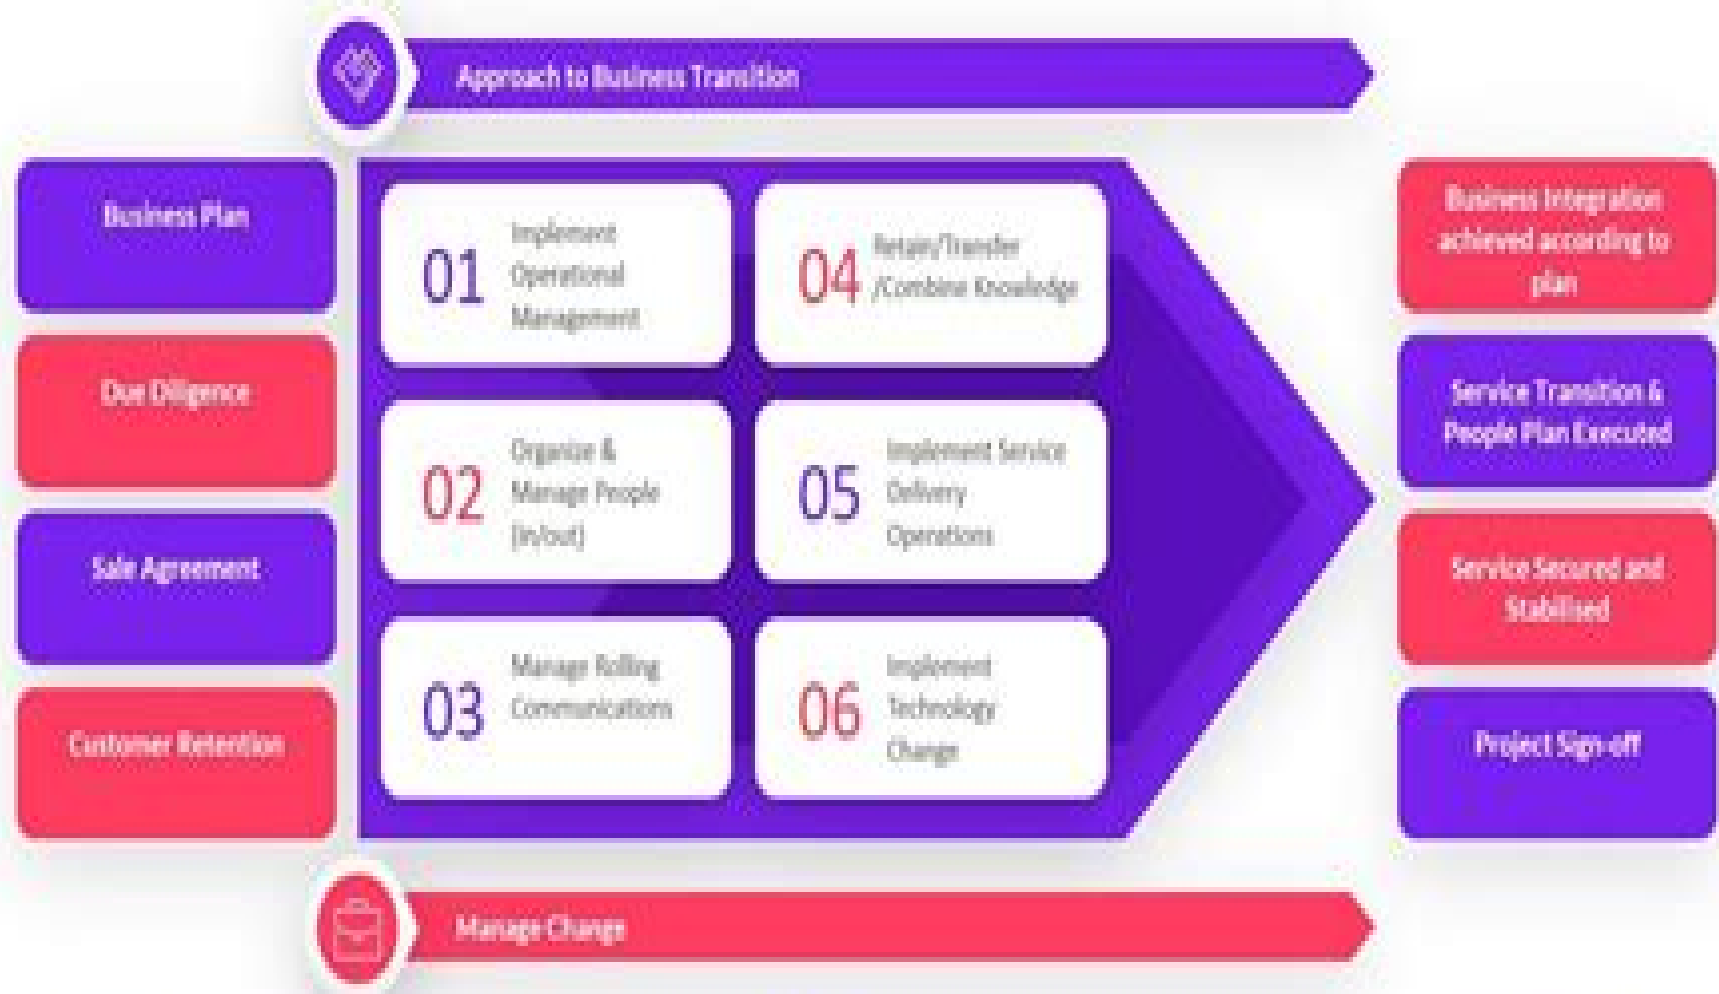 Approach to Business Transition
Business Plan
Due Diligence
Sale Agreement
Customer Retention
01
Implement
Operational
Management
02
Organize &
Manage People
(in/out)
03
Manage Rolling
Communications
04
Retain/Transfer
/Combine Knowledge
05
Implement Service
Delivery
Operations
06
Implement
Technology
Change
Business Integration
achieved according to
plan
Service Transition &
People Plan Executed
Service Secured and
Stabilised
Project Sign-off
Manage Change